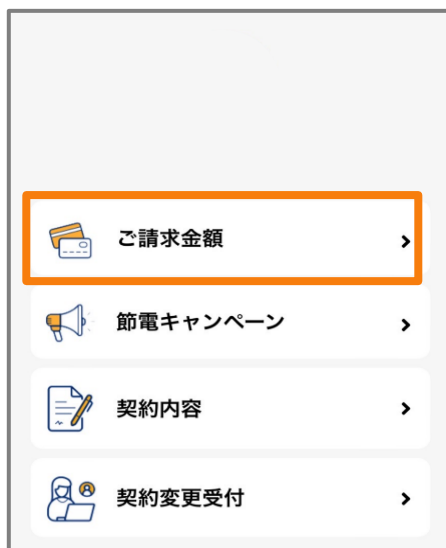 ご請求金額
節電キャンペーン
契約内容
契約変更受付